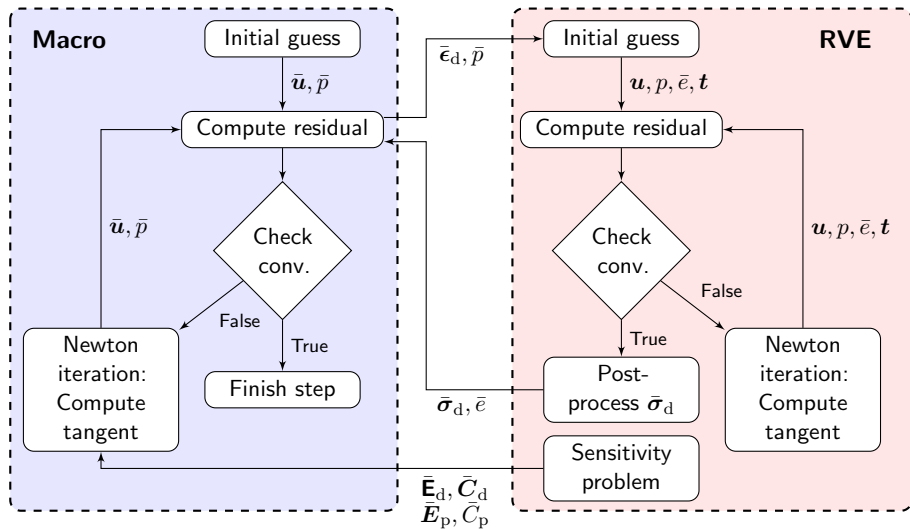 Macro
Initial guess
𝒖̄, p̄
Compute residual
Check
conv.
False
True
𝒖̄, p̄
Newton
iteration:
Compute
tangent
Finish step
ϵ̄_d, p̄
σ̄_d, ē
Ē_d, C̄_d
Ē_p, C̄_p
RVE
Initial guess
𝒖, p, ē, 𝒕
Compute residual
Check
conv.
False
True
𝒖, p, ē, 𝒕
Post-
process σ̄_d
Newton
iteration:
Compute
tangent
Sensitivity
problem